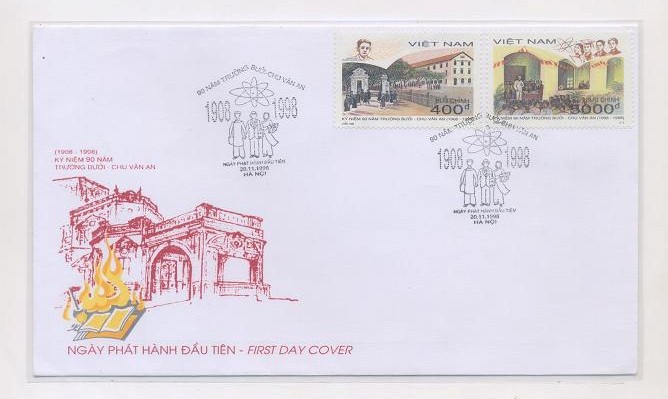 VIỆT NAM
BƯU CHÍNH
400đ
KỶ NIỆM 90 NĂM TRƯỜNG BƯỞI - CHU VĂN AN (1908 - 1998)
VIỆT NAM
BƯU CHÍNH
5000đ
KỶ NIỆM 90 NĂM TRƯỜNG BƯỞI - CHU VĂN AN (1908 - 1998)
90 NĂM TRƯỜNG BƯỞI-CHU VĂN AN
1908 1998
NGÀY PHÁT HÀNH ĐẦU TIÊN
20.11.1998
HÀ NỘI
90 NĂM TRƯỜNG BƯỞI-CHU VĂN AN
1908 1998
NGÀY PHÁT HÀNH ĐẦU TIÊN
20.11.1998
HÀ NỘI
(1908 - 1998)
KỶ NIỆM 90 NĂM
TRƯỜNG BƯỞI - CHU VĂN AN
NGÀY PHÁT HÀNH ĐẦU TIÊN - FIRST DAY COVER